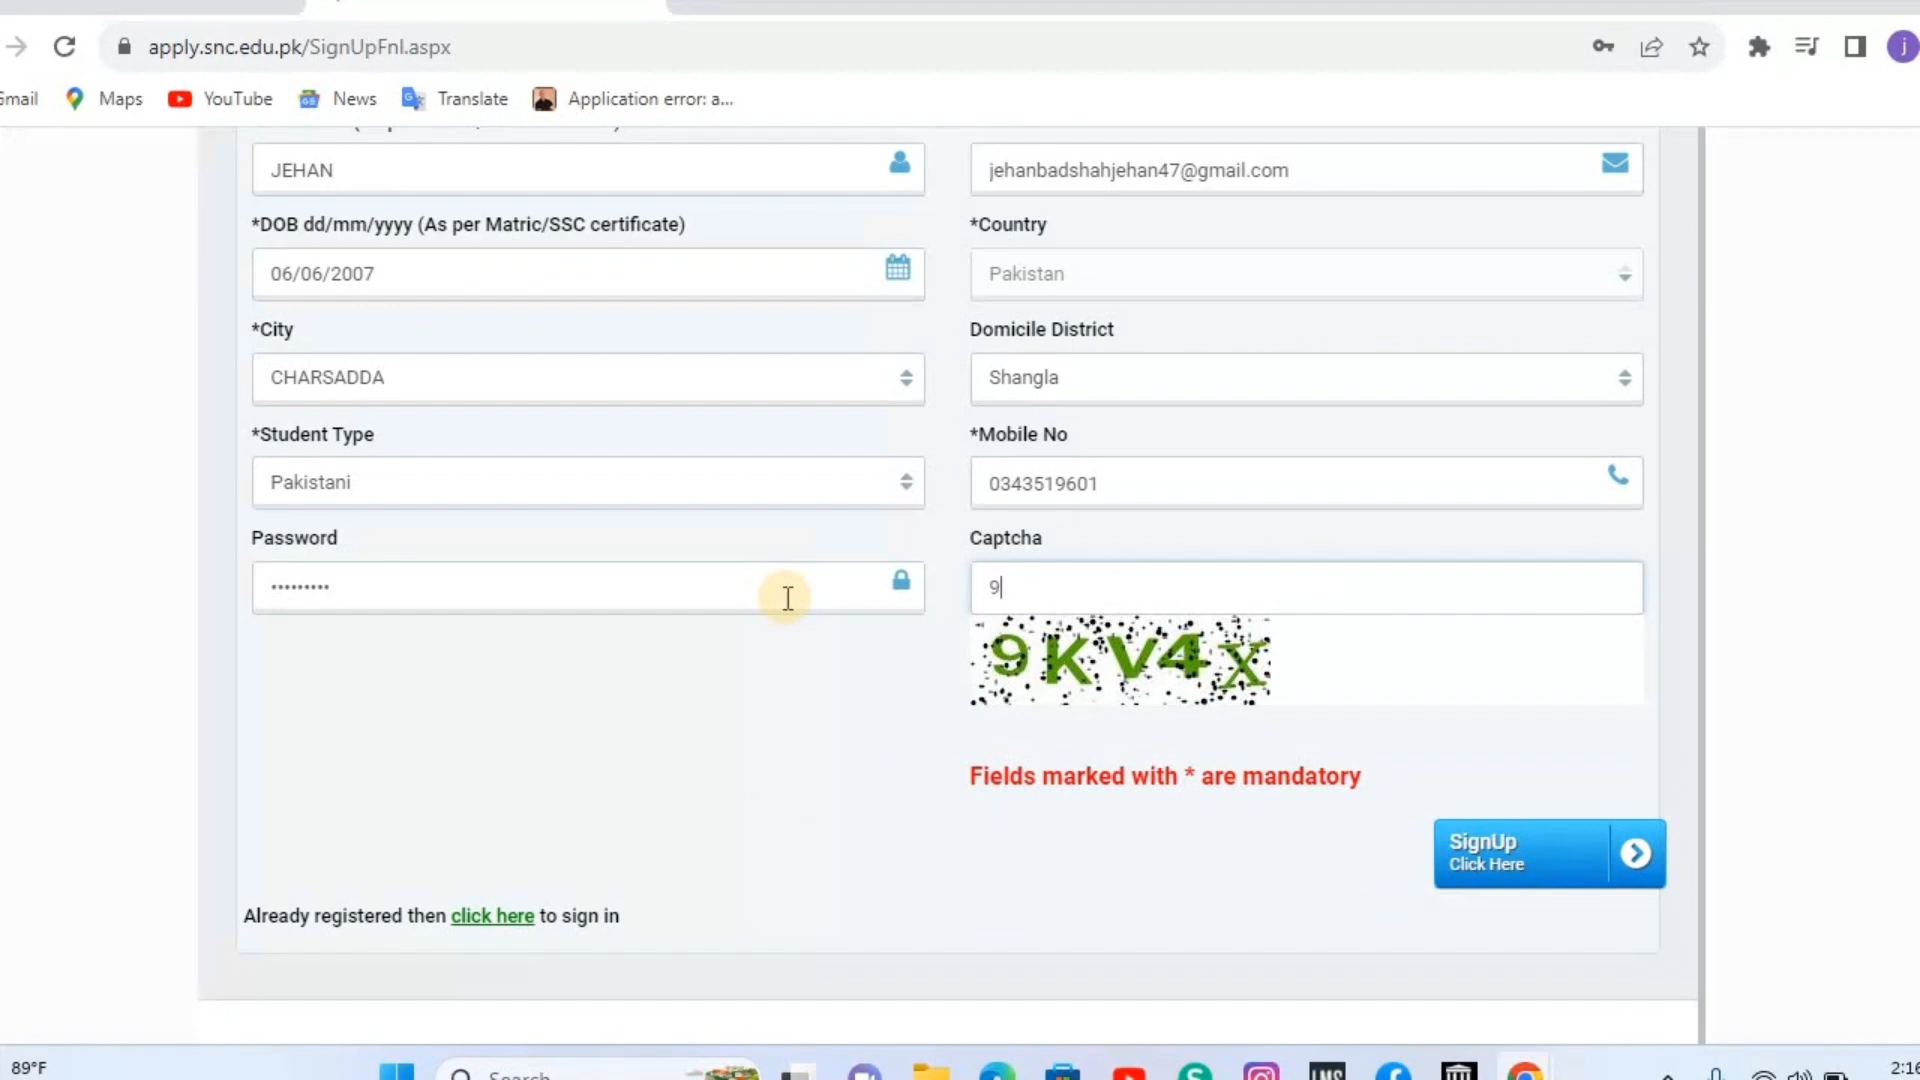 apply.snc.edu.pk/SignUpFnl.aspx
j
Gmail Maps YouTube News Translate Application error: a...
JEHAN jehanbadshahjehan47@gmail.com
*DOB dd/mm/yyyy (As per Matric/SSC certificate) *Country
06/06/2007 Pakistan
*City Domicile District
CHARSADDA Shangla
*Student Type *Mobile No
Pakistani 0343519601
Password Captcha
9
9KV4X
Fields marked with * are mandatory
SignUp
Click Here
Already registered then click here to sign in
89°F Search LMS 2:16